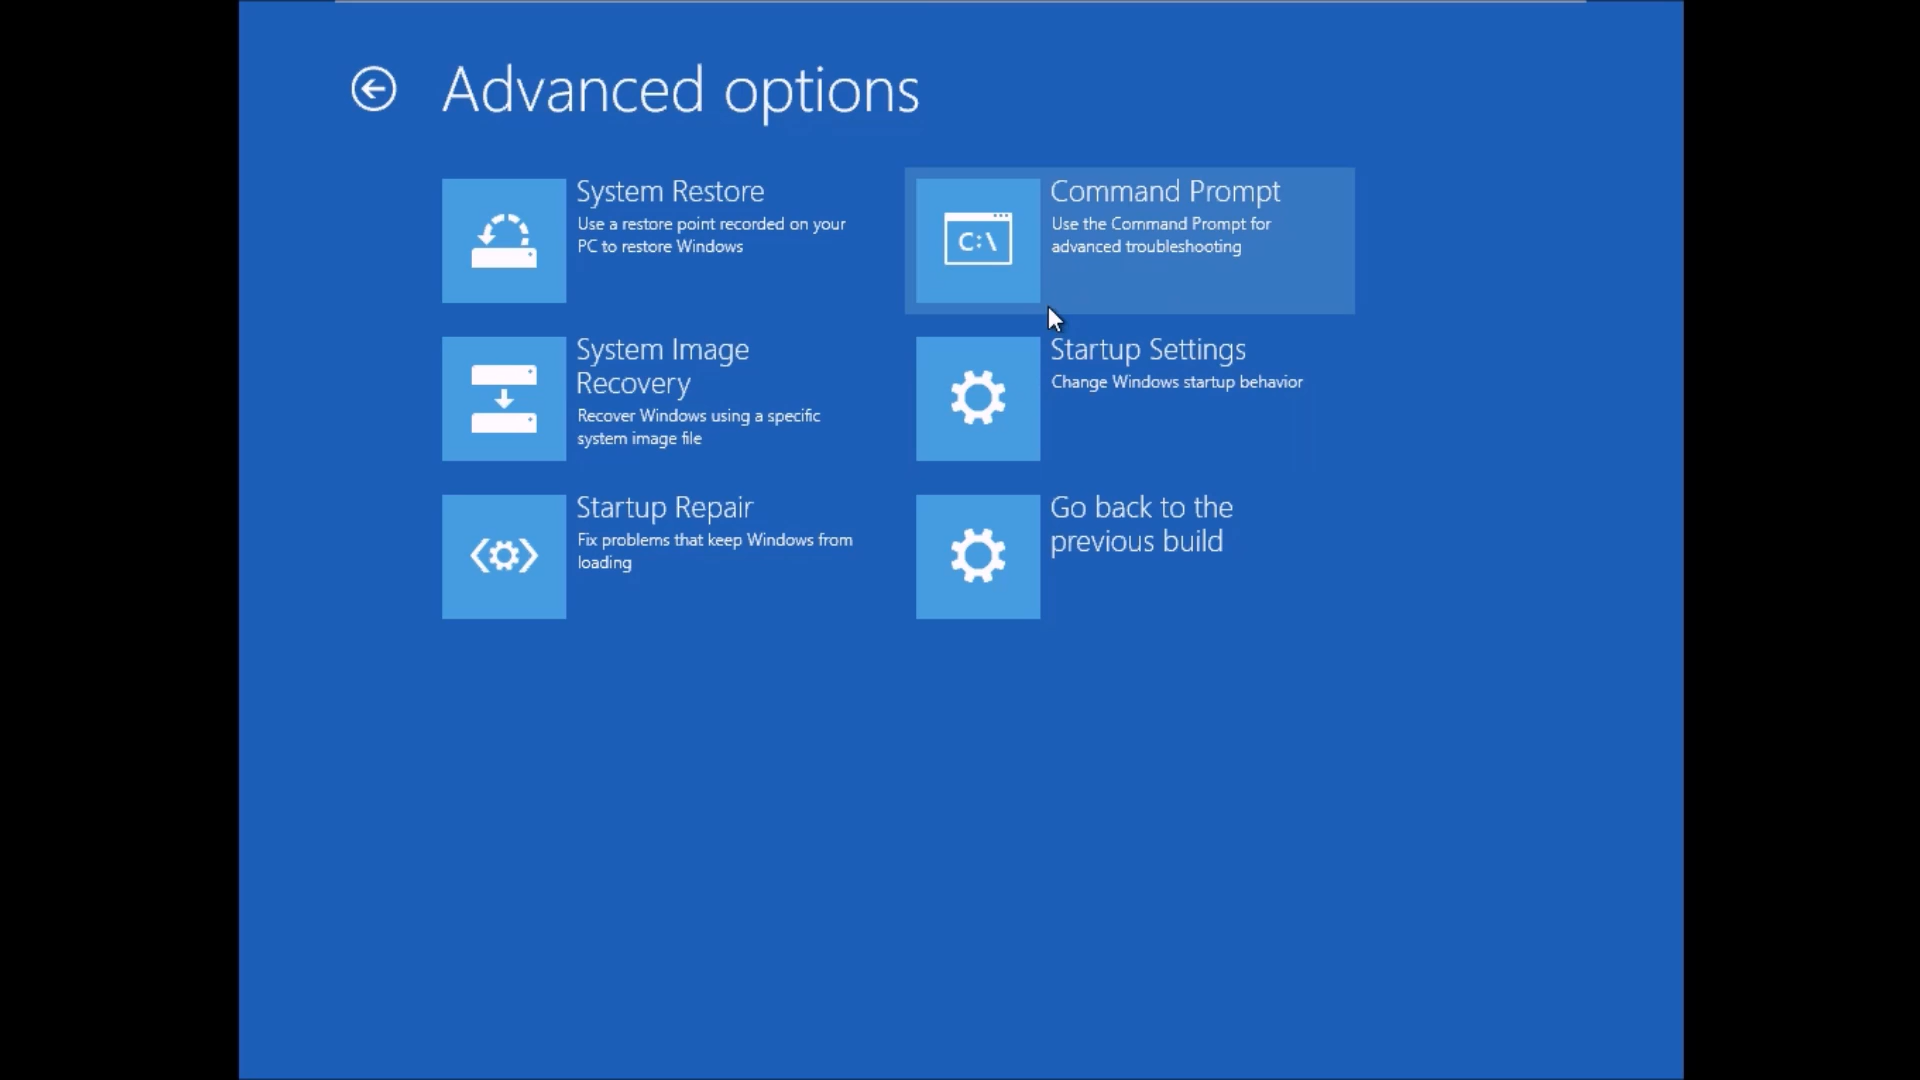 Advanced options
System Restore
Use a restore point recorded on your
PC to restore Windows
System Image
Recovery
Recover Windows using a specific
system image file
Startup Repair
Fix problems that keep Windows from
loading
Command Prompt
Use the Command Prompt for
advanced troubleshooting
C:\
Startup Settings
Change Windows startup behavior
Go back to the
previous build